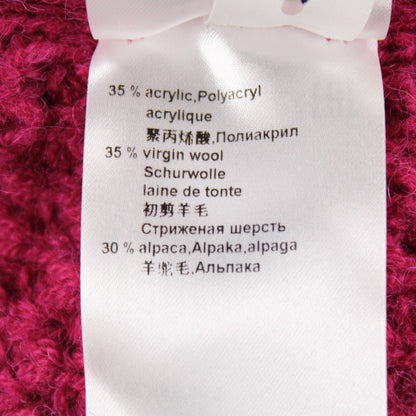 35 % acrylic,Polyacryl
acrylique
聚丙烯酸,Полиакрил
35 % virgin wool
Schurwolle
laine de tonte
初剪羊毛
Стриженая шерсть
30 % alpaca,Alpaka,alpaga
羊驼毛,Альпака